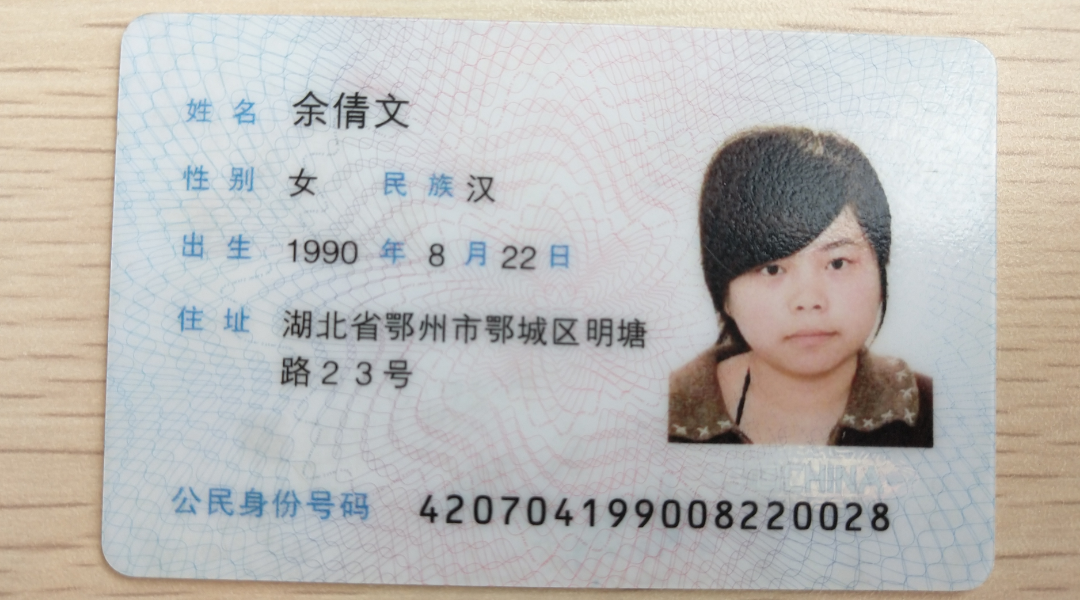 姓名 余倩文
性别 女 民族 汉
出生 1990 年 8 月 22 日
住址 湖北省鄂州市鄂城区明塘
路23号
CHINA
公民身份号码 420704199008220028